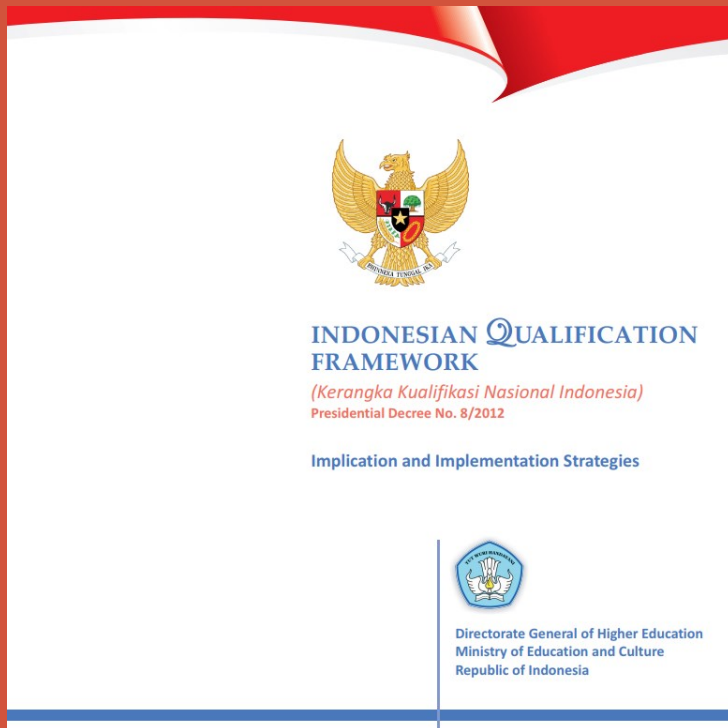 BHINNEKA TUNGGAL IKA
INDONESIAN QUALIFICATION
FRAMEWORK
(Kerangka Kualifikasi Nasional Indonesia)
Presidential Decree No. 8/2012
Implication and Implementation Strategies
TUT WURI HANDAYANI
Directorate General of Higher Education
Ministry of Education and Culture
Republic of Indonesia